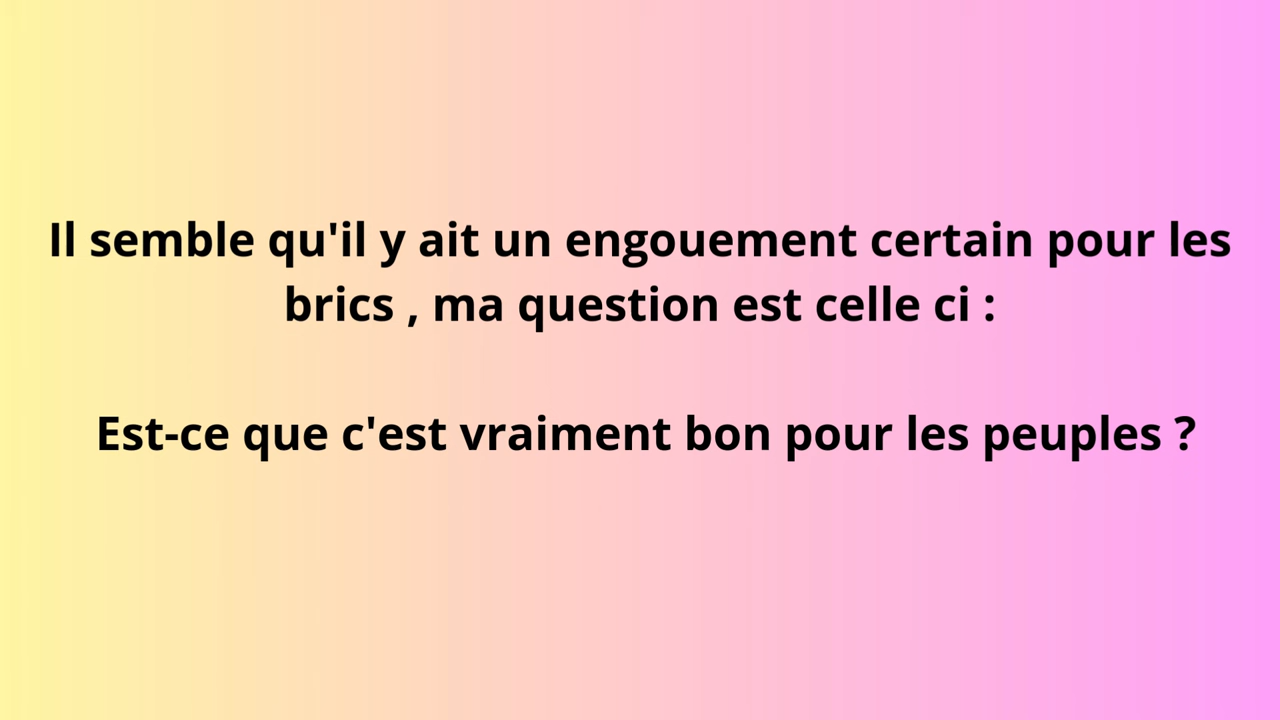 Il semble qu'il y ait un engouement certain pour les
brics , ma question est celle ci :
Est-ce que c'est vraiment bon pour les peuples ?